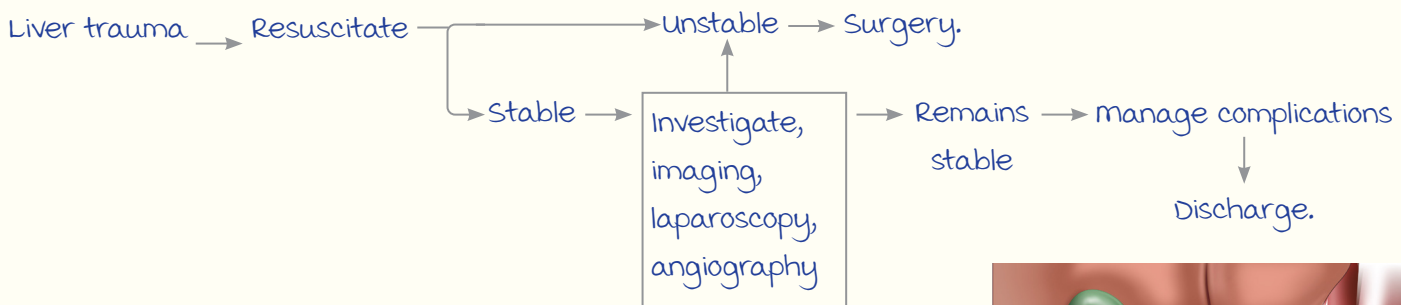 Liver trauma
Resuscitate
Unstable
Surgery.
Stable
Investigate,
imaging,
laparoscopy,
angiography
Remains
stable
Manage complications
Discharge.